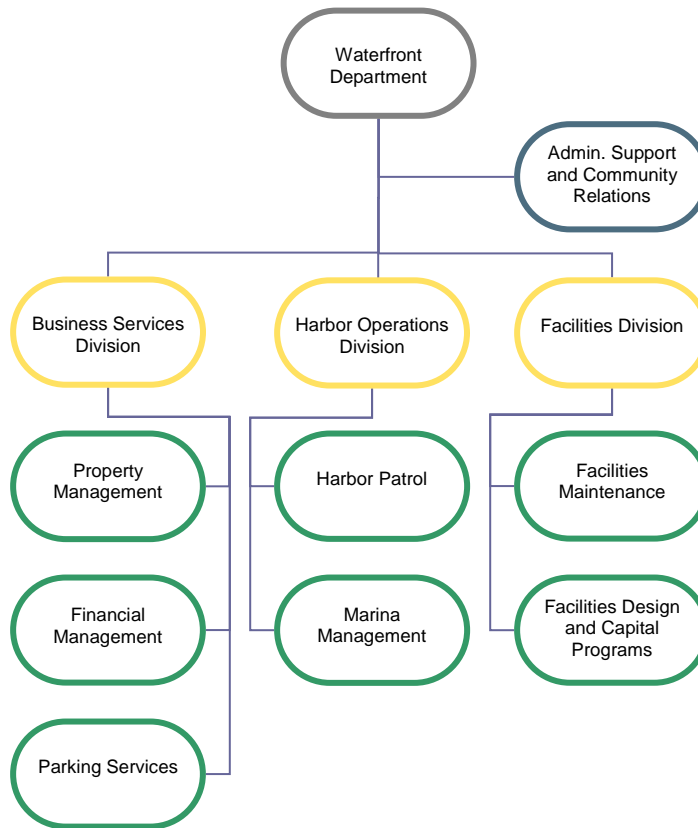 Waterfront
Department
Admin. Support
and Community
Relations
Business Services
Division
Harbor Operations
Division
Facilities Division
Property
Management
Harbor Patrol
Facilities
Maintenance
Financial
Management
Marina
Management
Facilities Design
and Capital
Programs
Parking Services